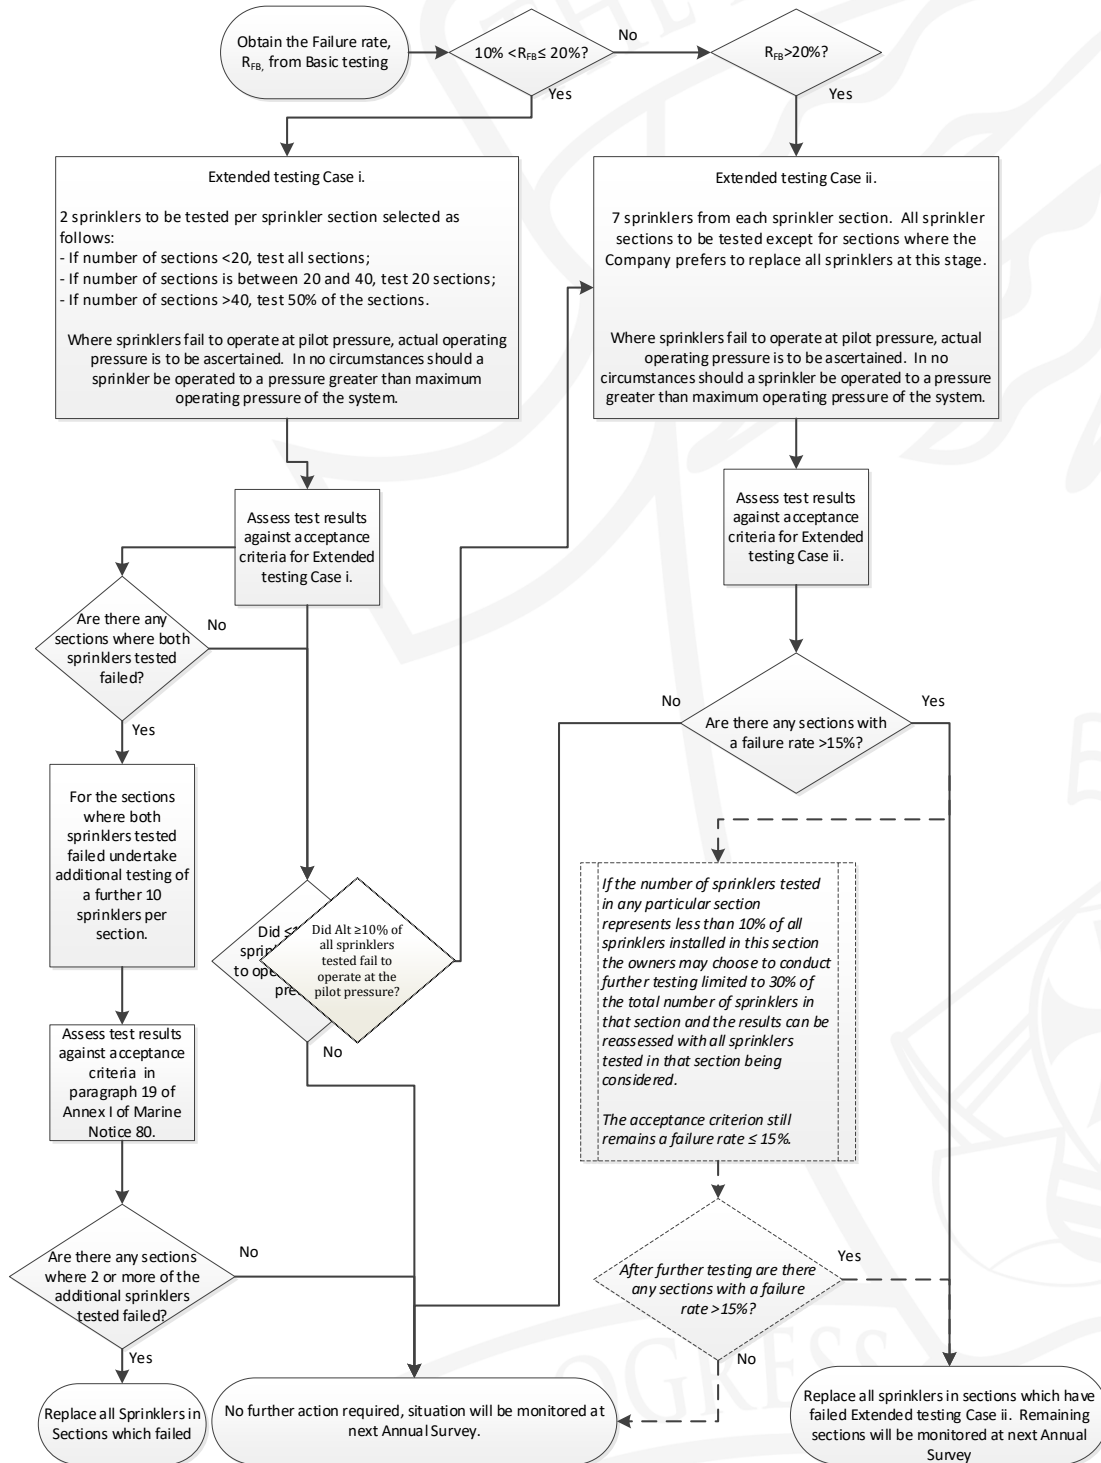 Obtain the Failure rate,
RFB, from Basic testing
10% <RFB≤ 20%?
No
RFB>20%?
Yes
Yes
Extended testing Case i.
2 sprinklers to be tested per sprinkler section selected as
follows:
- If number of sections <20, test all sections;
- If number of sections is between 20 and 40, test 20 sections;
- If number of sections >40, test 50% of the sections.
Where sprinklers fail to operate at pilot pressure, actual operating
pressure is to be ascertained. In no circumstances should a
sprinkler be operated to a pressure greater than maximum
operating pressure of the system.
Extended testing Case ii.
7 sprinklers from each sprinkler section. All sprinkler
sections to be tested except for sections where the
Company prefers to replace all sprinklers at this stage.
Where sprinklers fail to operate at pilot pressure, actual
operating pressure is to be ascertained. In no
circumstances should a sprinkler be operated to a pressure
greater than maximum operating pressure of the system.
Assess test results
against acceptance
criteria for Extended
testing Case i.
Assess test results
against acceptance
criteria for Extended
testing Case ii.
Are there any
sections where both
sprinklers tested
failed?
No
Yes
No
Yes
Are there any sections with
a failure rate >15%?
For the sections
where both
sprinklers tested
failed undertake
additional testing of
a further 10
sprinklers per
section.
Did
to
Did Alt ≥10% of
all sprinklers
tested fail to
operate at the
pilot pressure?
No
If the number of sprinklers tested
in any particular section
represents less than 10% of all
sprinklers installed in this section
the owners may choose to conduct
further testing limited to 30% of
the total number of sprinklers in
that section and the results can be
reassessed with all sprinklers
tested in that section being
considered.
The acceptance criterion still
remains a failure rate ≤ 15%.
Assess test results
against acceptance
criteria in
paragraph 19 of
Annex I of Marine
Notice 80.
Are there any sections
where 2 or more of the
additional sprinklers
tested failed?
No
Yes
After further testing are there
any sections with a failure
rate >15%?
Yes
No
Replace all Sprinklers in
Sections which failed
No further action required, situation will be monitored at
next Annual Survey.
Replace all sprinklers in sections which have
failed Extended testing Case ii. Remaining
sections will be monitored at next Annual
Survey